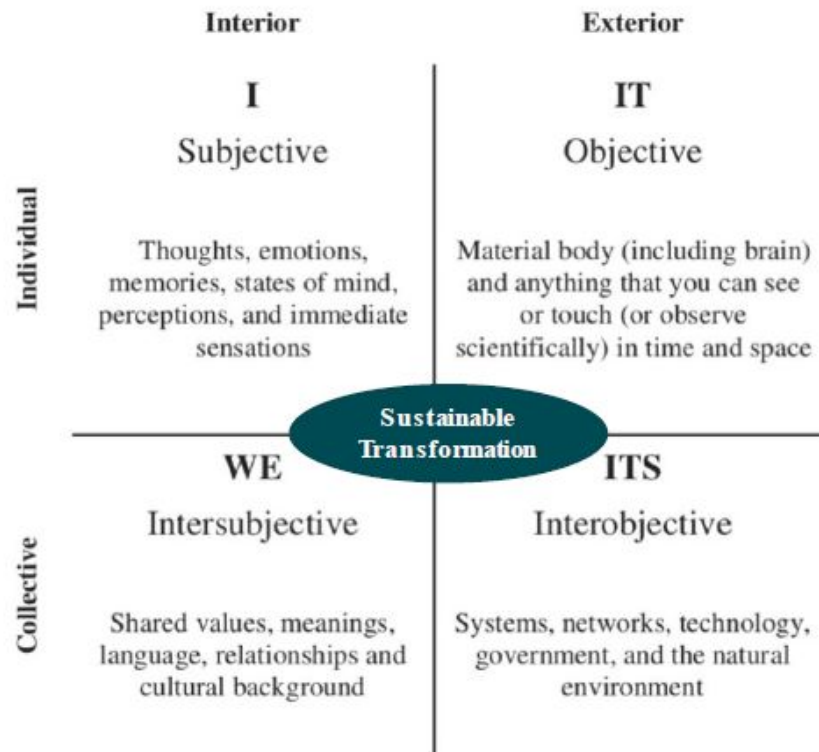 Interior
Exterior
Individual
I
Subjective
Thoughts, emotions,
memories, states of mind,
perceptions, and immediate
sensations
IT
Objective
Material body (including brain)
and anything that you can see
or touch (or observe
scientifically) in time and space
Sustainable
Transformation
Collective
WE
Intersubjective
Shared values, meanings,
language, relationships and
cultural background
ITS
Interobjective
Systems, networks, technology,
government, and the natural
environment